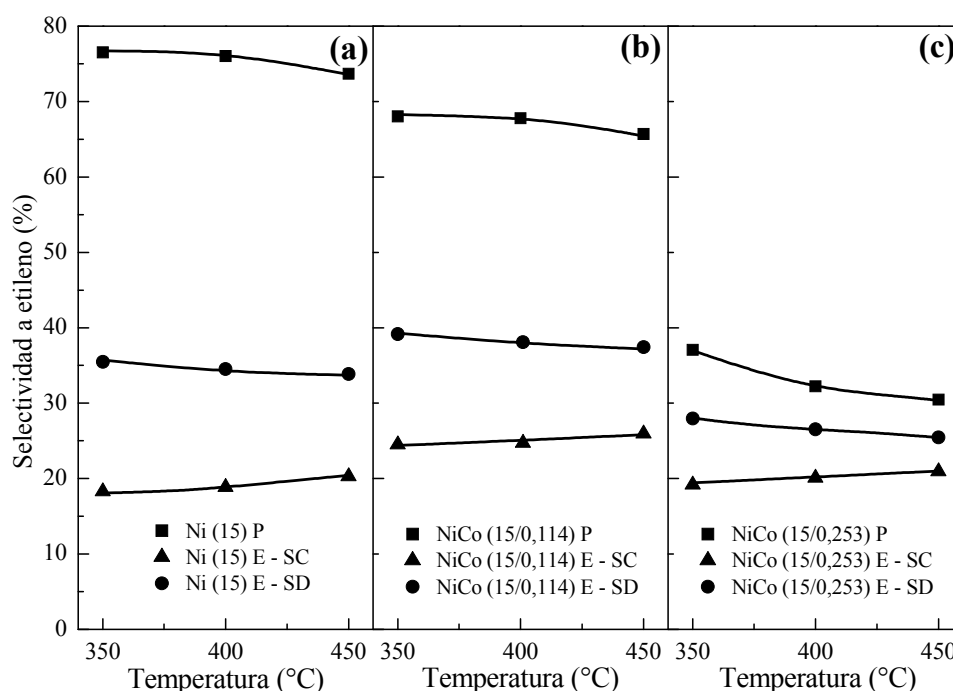 Selectividad a etileno (%)
80
70
60
50
40
30
20
10
0
(a)
Ni (15) P
Ni (15) E - SC
Ni (15) E - SD
350 400 450
Temperatura (°C)
(b)
NiCo (15/0,114) P
NiCo (15/0,114) E - SC
NiCo (15/0,114) E - SD
350 400 450
Temperatura (°C)
(c)
NiCo (15/0,253) P
NiCo (15/0,253) E - SC
NiCo (15/0,253) E - SD
350 400 450
Temperatura (°C)